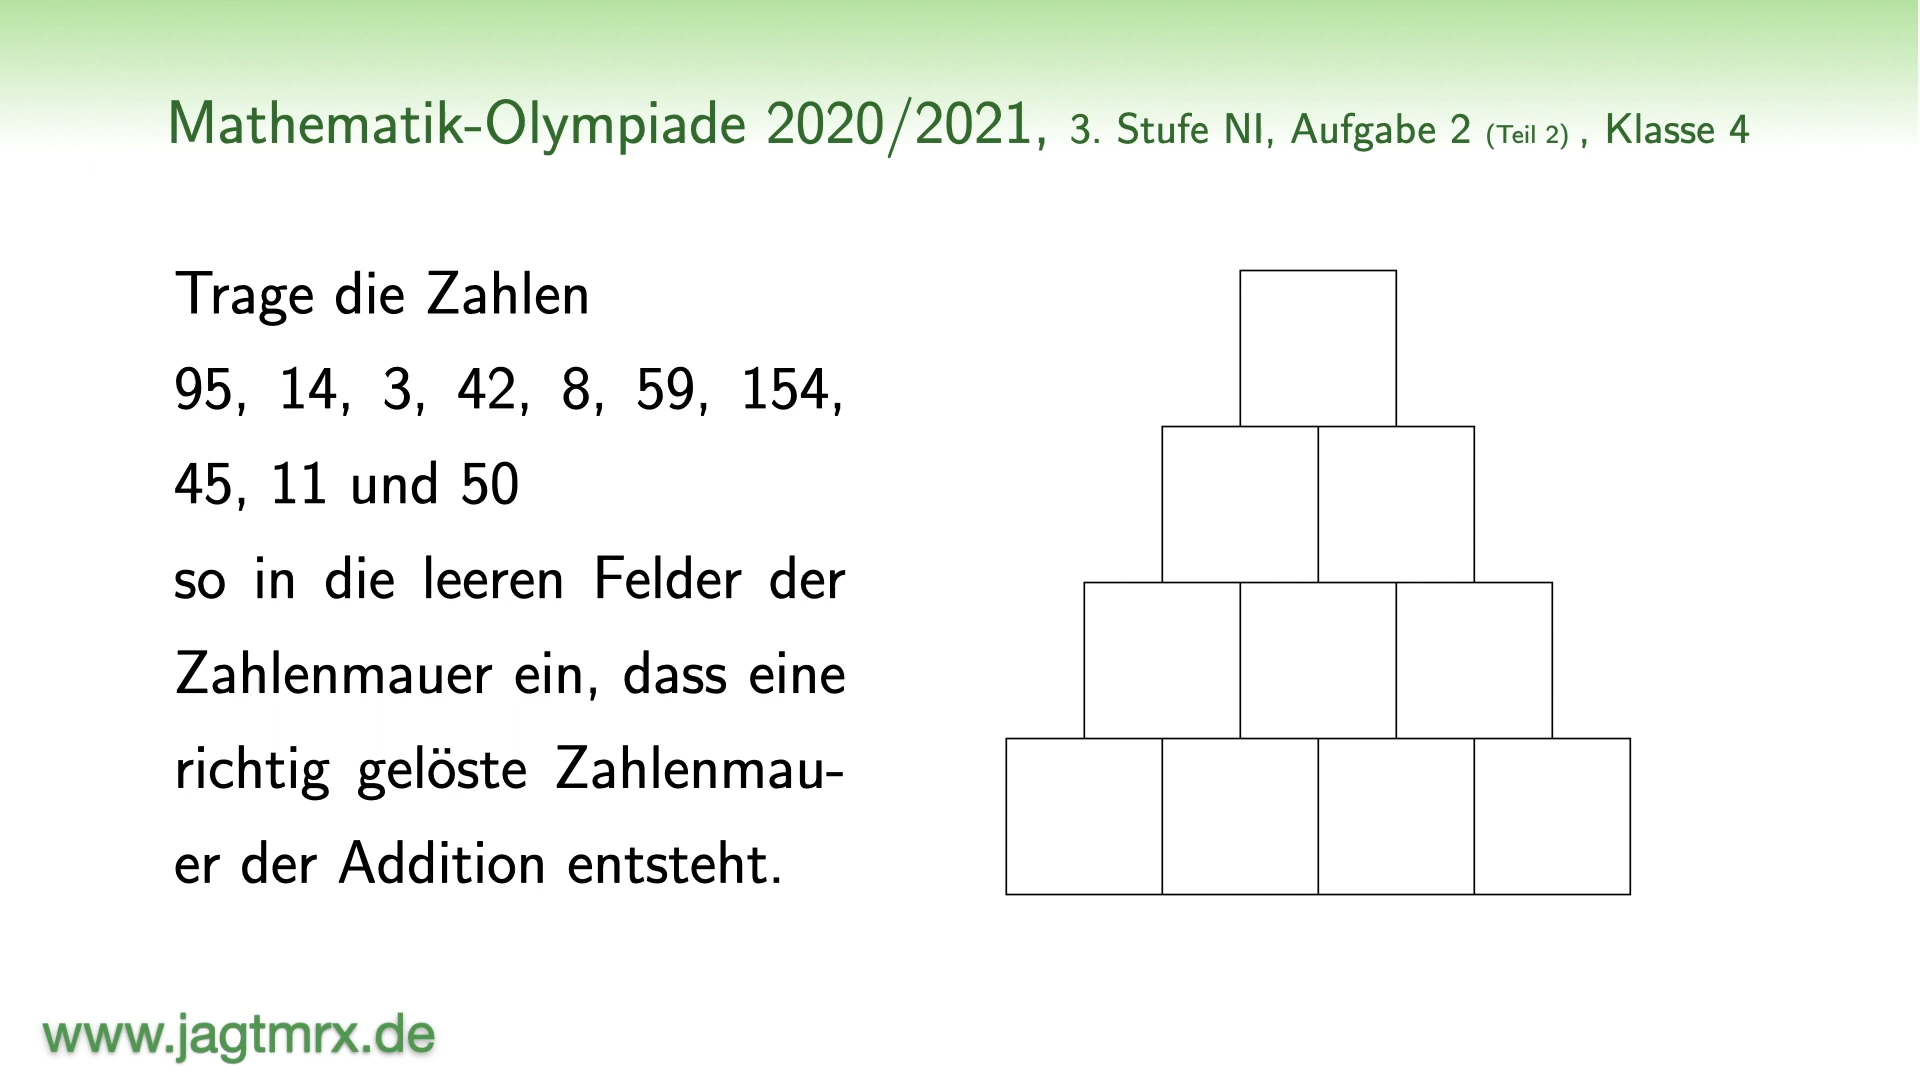 Mathematik-Olympiade 2020/2021, 3. Stufe NI, Aufgabe 2 (Teil 2) , Klasse 4
Trage die Zahlen
95, 14, 3, 42, 8, 59, 154,
45, 11 und 50
so in die leeren Felder der
Zahlenmauer ein, dass eine
richtig gelöste Zahlenmau-
er der Addition entsteht.
www.jagtmrx.de